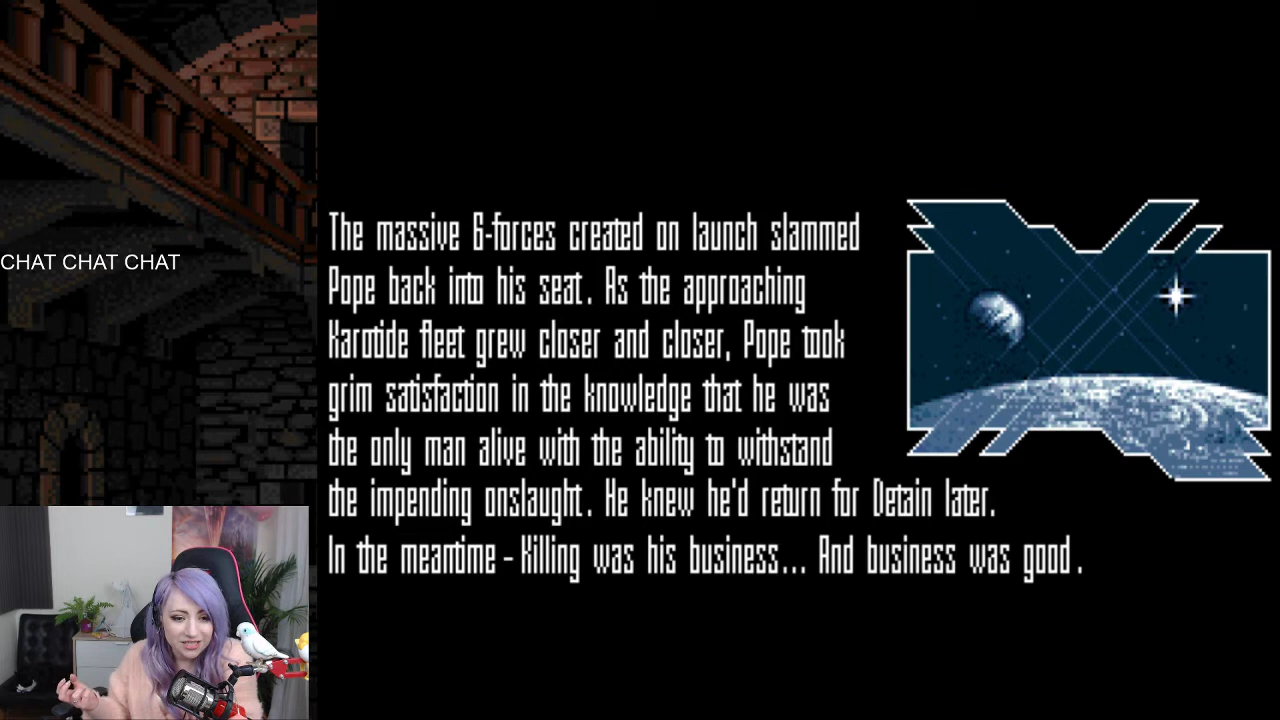 CHAT CHAT CHAT
The massive G-forces created on launch slammed
Pope back into his seat. As the approaching
Karotide fleet grew closer and closer, Pope took
grim satisfaction in the knowledge that he was
the only man alive with the ability to withstand
the impending onslaught. He knew he'd return for Detain later.
In the meantime - Killing was his business... And business was good.